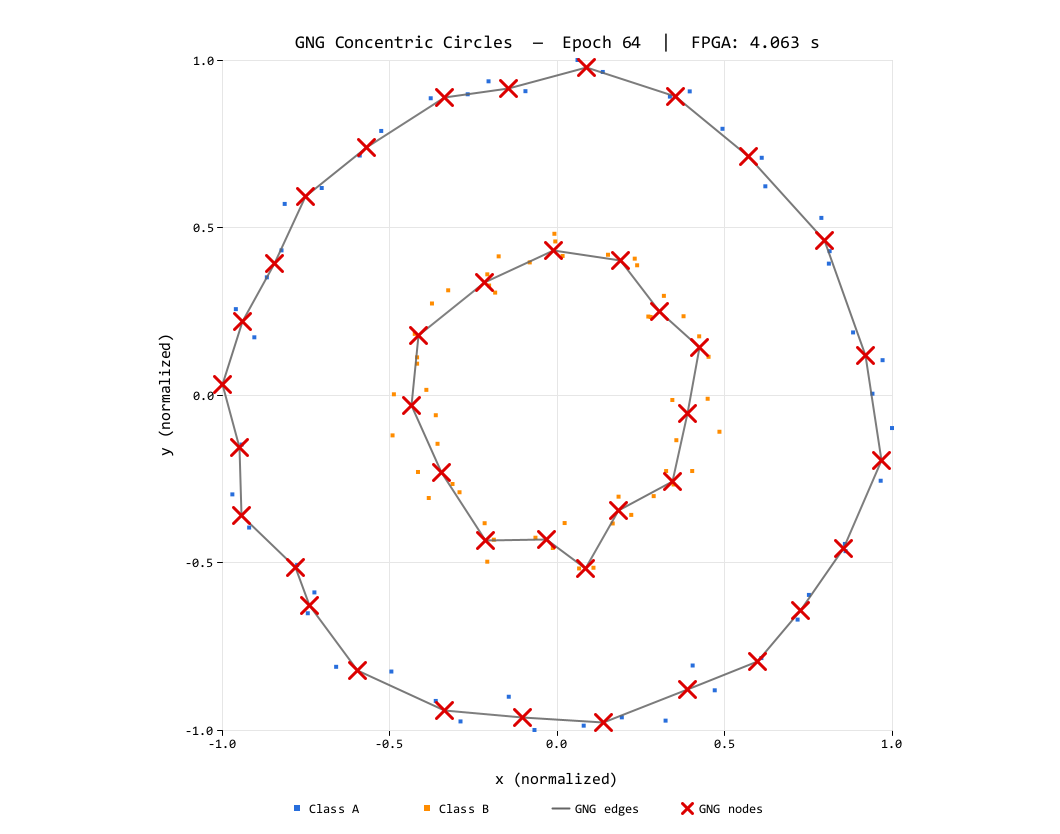 GNG Concentric Circles — Epoch 64 | FPGA: 4.063 s
1.0
0.5
0.0
-0.5
-1.0
y (normalized)
-1.0 -0.5 0.0 0.5 1.0
x (normalized)
Class A Class B GNG edges GNG nodes